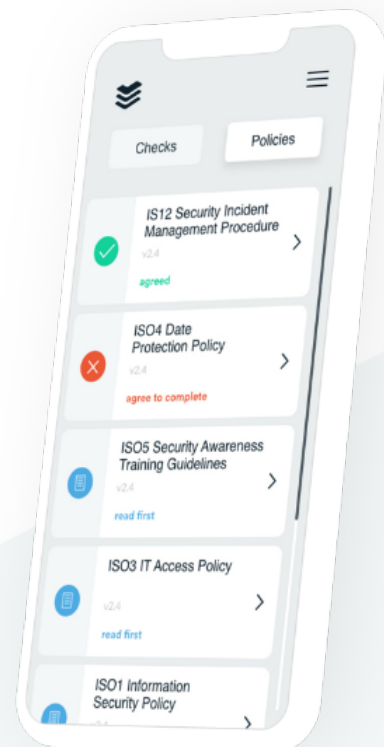 Checks
Policies
IS12 Security Incident
Management Procedure
v2.4
agreed
ISO4 Date
Protection Policy
v2.4
agree to complete
ISO5 Security Awareness
Training Guidelines
v2.4
read first
ISO3 IT Access Policy
v2.4
read first
ISO1 Information
Security Policy